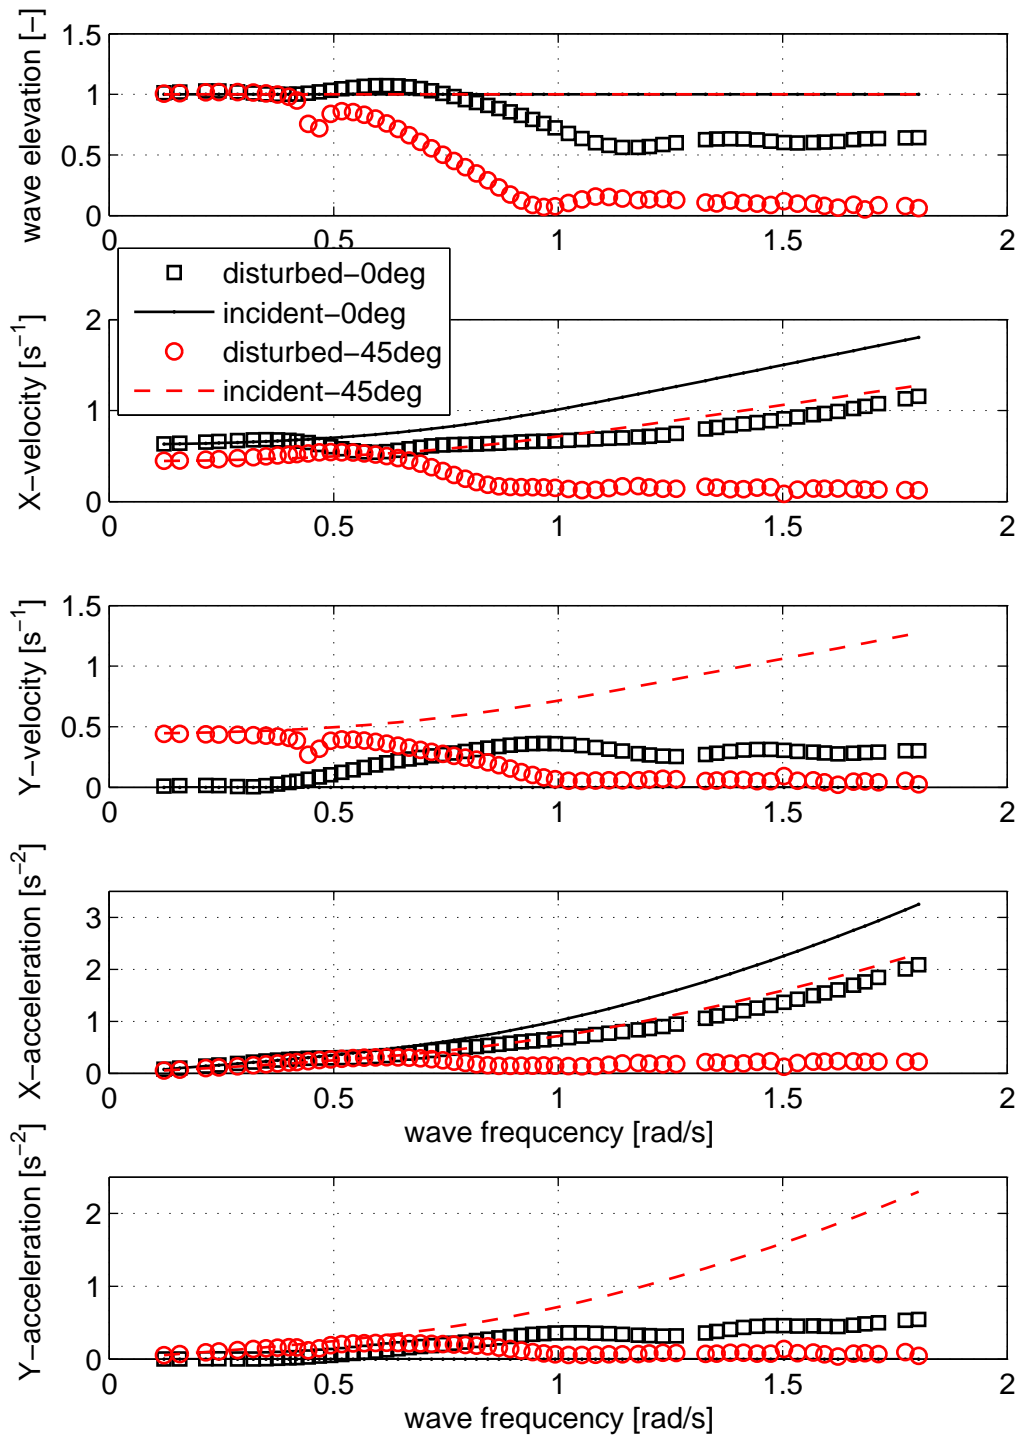 wave elevation [−]
1.5
1
0.5
0
0 0.5 1 1.5 2
disturbed−0deg
incident−0deg
disturbed−45deg
incident−45deg
X−velocity [s−1]
2
1
0
0 0.5 1 1.5 2
Y−velocity [s−1]
1.5
1
0.5
0
0 0.5 1 1.5 2
X−acceleration [s−2]
3
2
1
0
0 0.5 1 1.5 2
wave frequcency [rad/s]
Y−acceleration [s−2]
2
1
0
0 0.5 1 1.5 2
wave frequcency [rad/s]